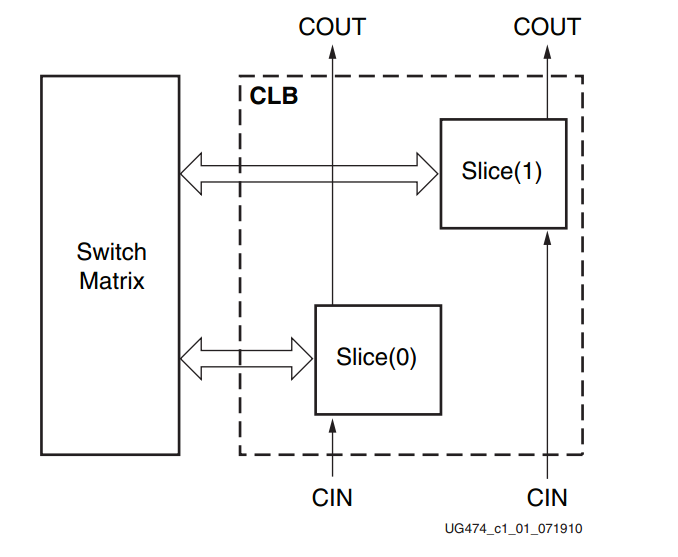 COUT
COUT
CLB
Slice(1)
Switch
Matrix
Slice(0)
CIN
CIN
UG474_c1_01_071910